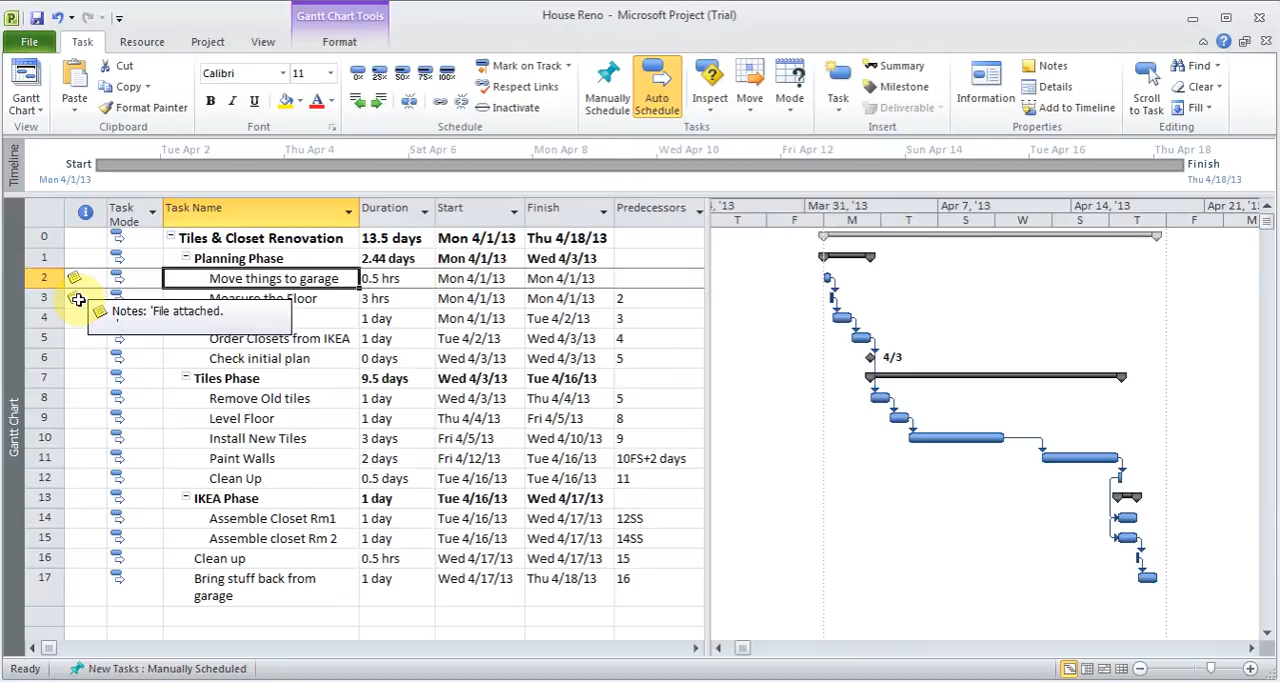 Gantt Chart Tools
House Reno - Microsoft Project (Trial)
File Task Resource Project View Format
Gantt Chart
View
Paste
Cut
Copy
Format Painter
Clipboard
Calibri 11
B I U A
Font
0% 25% 50% 75% 100%
Mark on Track
Respect Links
Inactivate
Schedule
Manually Schedule
Auto Schedule
Inspect
Move
Mode
Tasks
Task
Summary
Milestone
Deliverable
Insert
Information
Notes
Details
Add to Timeline
Properties
Scroll to Task
Find
Clear
Fill
Editing
Timeline
Tue Apr 2 Thu Apr 4 Sat Apr 6 Mon Apr 8 Wed Apr 10 Fri Apr 12 Sun Apr 14 Tue Apr 16 Thu Apr 18
Start
Mon 4/1/13
Finish
Thu 4/18/13
Gantt Chart
Task Mode Task Name Duration Start Finish Predecessors
0 Tiles & Closet Renovation 13.5 days Mon 4/1/13 Thu 4/18/13
1 Planning Phase 2.44 days Mon 4/1/13 Wed 4/3/13
2 Move things to garage 0.5 hrs Mon 4/1/13 Mon 4/1/13
3 Measure the Floor 3 hrs Mon 4/1/13 Mon 4/1/13 2
Notes: 'File attached.
4 1 day Mon 4/1/13 Tue 4/2/13 3
5 Order Closets from IKEA 1 day Tue 4/2/13 Wed 4/3/13 4
6 Check initial plan 0 days Wed 4/3/13 Wed 4/3/13 5
7 Tiles Phase 9.5 days Wed 4/3/13 Tue 4/16/13
8 Remove Old tiles 1 day Wed 4/3/13 Thu 4/4/13 5
9 Level Floor 1 day Thu 4/4/13 Fri 4/5/13 8
10 Install New Tiles 3 days Fri 4/5/13 Wed 4/10/13 9
11 Paint Walls 2 days Fri 4/12/13 Tue 4/16/13 10FS+2 days
12 Clean Up 0.5 days Tue 4/16/13 Tue 4/16/13 11
13 IKEA Phase 1 day Tue 4/16/13 Wed 4/17/13
14 Assemble Closet Rm1 1 day Tue 4/16/13 Wed 4/17/13 12SS
15 Assemble closet Rm 2 1 day Tue 4/16/13 Wed 4/17/13 14SS
16 Clean up 0.5 hrs Wed 4/17/13 Wed 4/17/13 15
17 Bring stuff back from garage 1 day Wed 4/17/13 Thu 4/18/13 16
Mar 31, '13 Apr 7, '13 Apr 14, '13 Apr 21, '1
T F M T S W S T F M
4/3
Ready New Tasks : Manually Scheduled